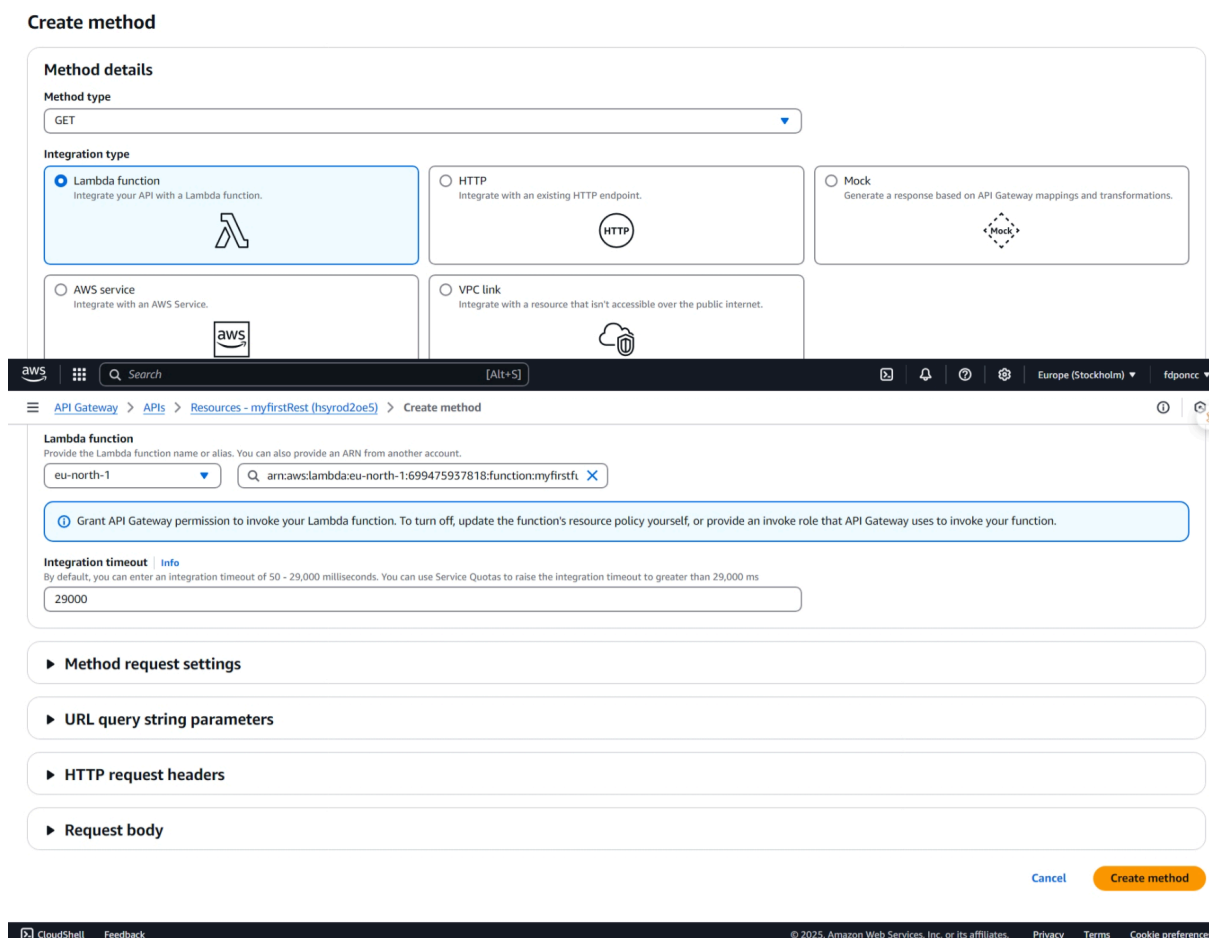 Create method
Method details
Method type
GET
Integration type
Lambda function
Integrate your API with a Lambda function.
HTTP
Integrate with an existing HTTP endpoint.
HTTP
Mock
Generate a response based on API Gateway mappings and transformations.
Mock
AWS service
Integrate with an AWS Service.
aws
VPC link
Integrate with a resource that isn't accessible over the public internet.
aws Search [Alt+S] Europe (Stockholm) fdponcc
API Gateway > APIs > Resources - myfirstRest (hsyrod2oe5) > Create method
Lambda function
Provide the Lambda function name or alias. You can also provide an ARN from another account.
eu-north-1 arn:aws:lambda:eu-north-1:699475937818:function:myfirstfu
Grant API Gateway permission to invoke your Lambda function. To turn off, update the function's resource policy yourself, or provide an invoke role that API Gateway uses to invoke your function.
Integration timeout Info
By default, you can enter an integration timeout of 50 - 29,000 milliseconds. You can use Service Quotas to raise the integration timeout to greater than 29,000 ms
29000
Method request settings
URL query string parameters
HTTP request headers
Request body
Cancel Create method
CloudShell Feedback © 2025, Amazon Web Services, Inc. or its affiliates. Privacy Terms Cookie preference